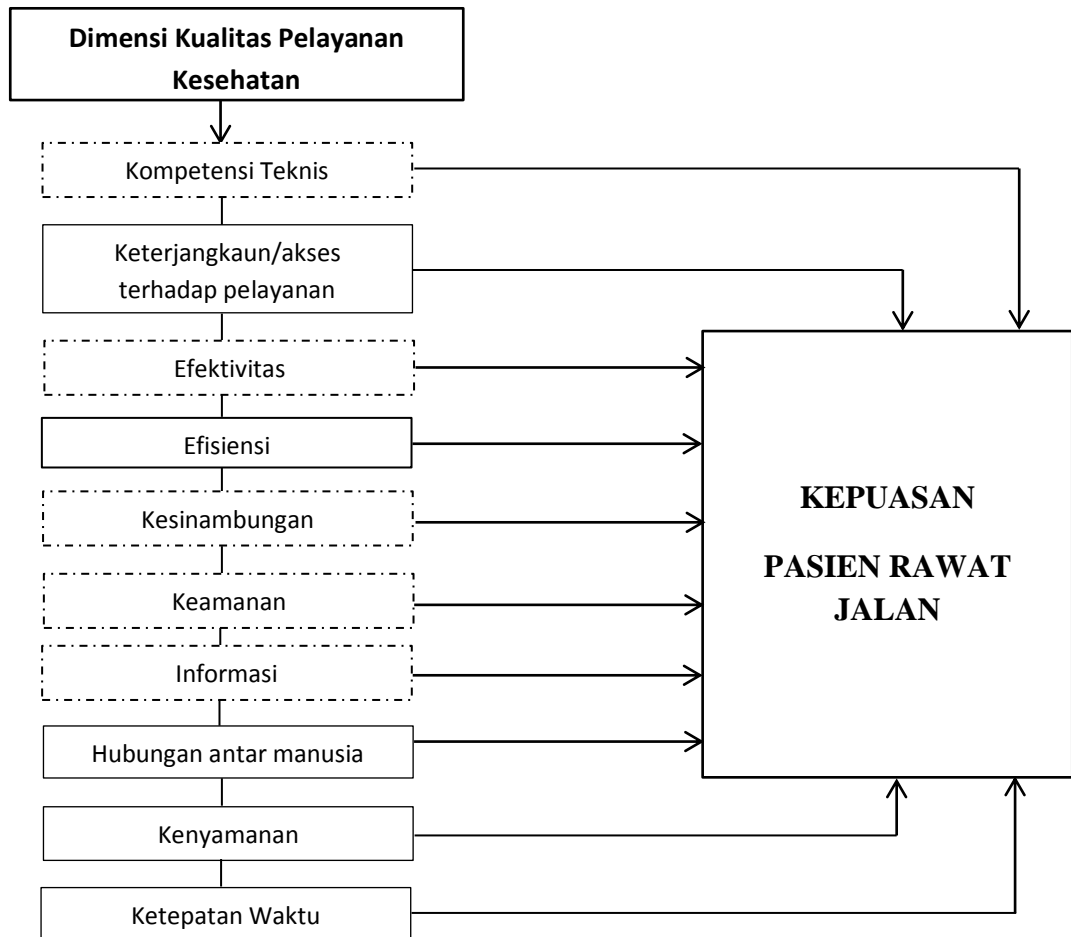 Dimensi Kualitas Pelayanan
Kesehatan
Kompetensi Teknis
Keterjangkaun/akses
terhadap pelayanan
Efektivitas
Efisiensi
Kesinambungan
Keamanan
Informasi
Hubungan antar manusia
Kenyamanan
Ketepatan Waktu
KEPUASAN
PASIEN RAWAT
JALAN